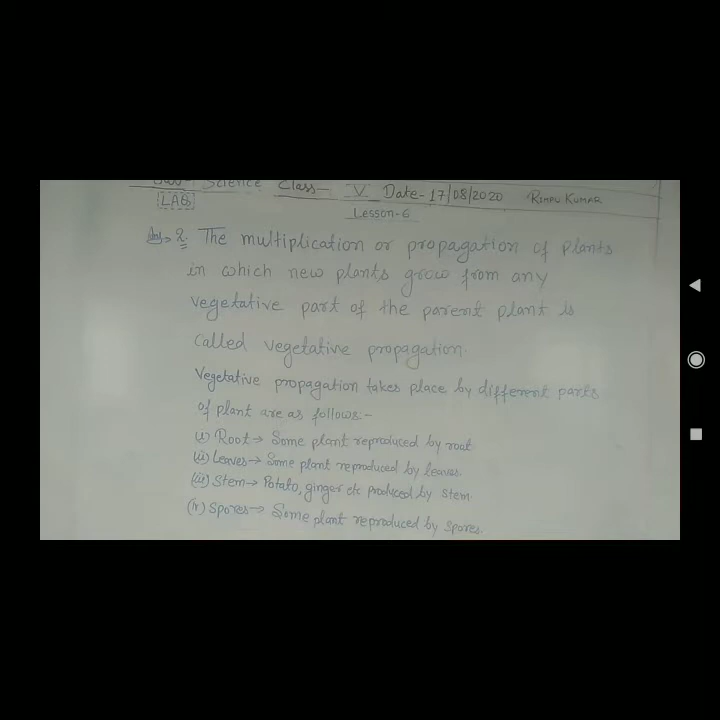 Science Class- V Date- 17/08/2020 RIMPU KUMAR
LAQs
Lesson-6
Ans→ 2. The multiplication or propagation of plants
in which new plants grow from any
vegetative part of the parent plant is
called vegetative propagation.
Vegetative propagation takes place by different parts
of plant are as follows:-
(i) Root→ Some plant reproduced by root
(ii) Leaves→ Some plant reproduced by leaves.
(iii) Stem→ Potato, ginger etc produced by stem.
(iv) Spores→ Some plant reproduced by spores.